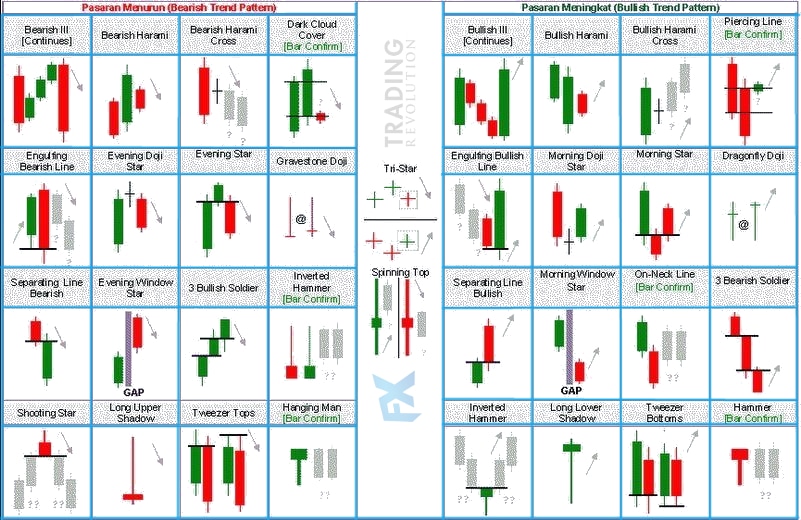 Pasaran Menurun (Bearish Trend Pattern)
Bearish III
[Continues]
Bearish Harami
Bearish Harami
Cross
Dark Cloud
Cover
[Bar Confirm]
??
?
Engulfing
Bearish Line
Evening Doji
Star
Evening Star
Gravestone Doji
@
Separating Line
Bearish
Evening Window
Star
3 Bullish Soldier
Inverted
Hammer
[Bar Confirm]
GAP
??
Shooting Star
Long Upper
Shadow
Tweezer Tops
Hanging Man
[Bar Confirm]
?? ??
??
TRADING
REVOLUTION
Tri-Star
Spinning Top
FX
Pasaran Meningkat (Bullish Trend Pattern)
Bullish III
[Continues]
Bullish Harami
Bullish Harami
Cross
Piercing Line
[Bar Confirm]
??
?
Engulfing Bullish
Line
Morning Doji
Star
Morning Star
Dragonfly Doji
@
Separating Line
Bullish
Morning Window
Star
On-Neck Line
[Bar Confirm]
3 Bearish Soldier
GAP
??
Inverted
Hammer
Long Lower
Shadow
Tweezer
Bottoms
Hammer
[Bar Confirm]
?? ??
??